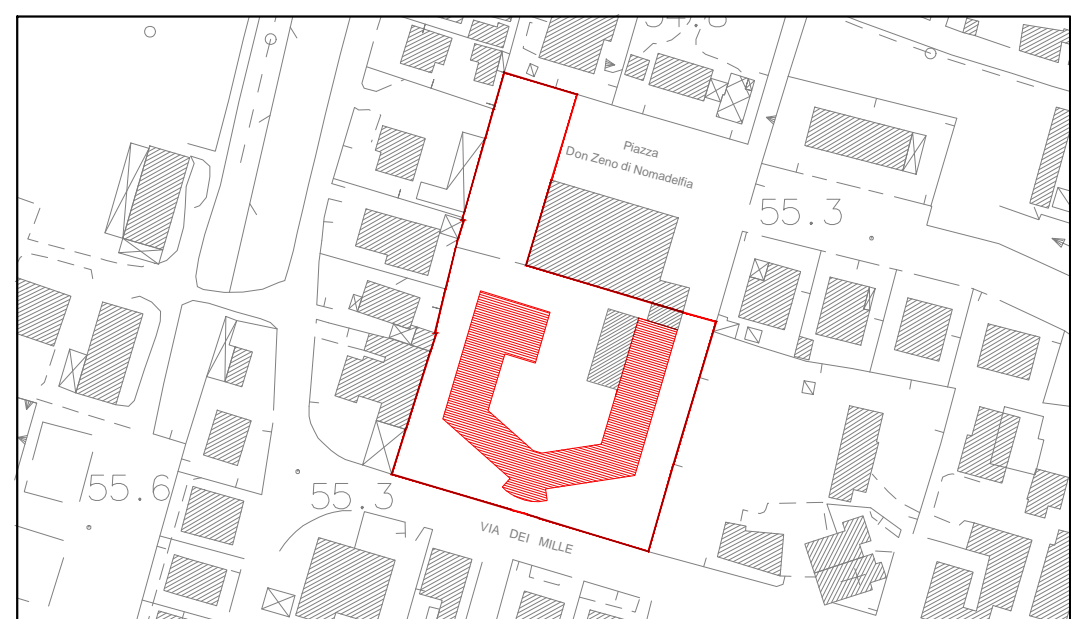 Piazza
Don Zeno di Nomadelfia
55.3
55.6
55.3
VIA DEI MILLE